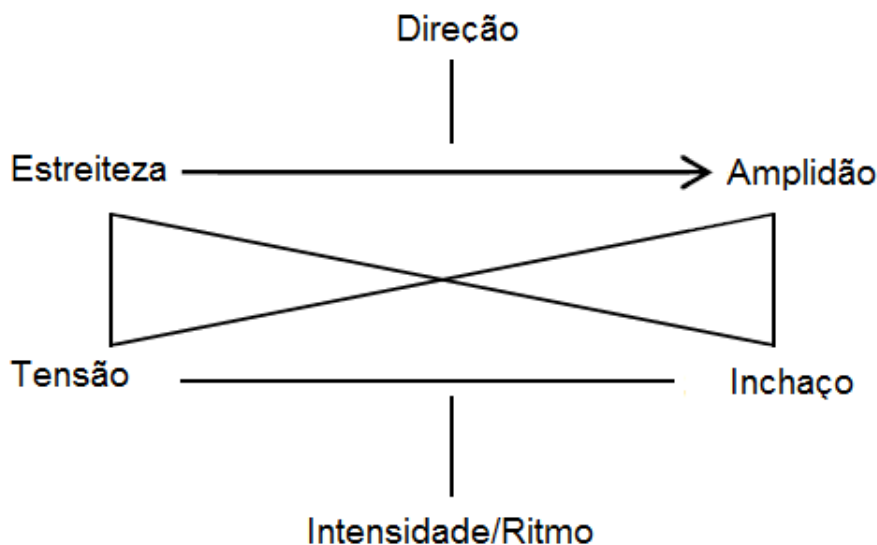 Direção
Estreiteza
Amplidão
Tensão
Inchaço
Intensidade/Ritmo